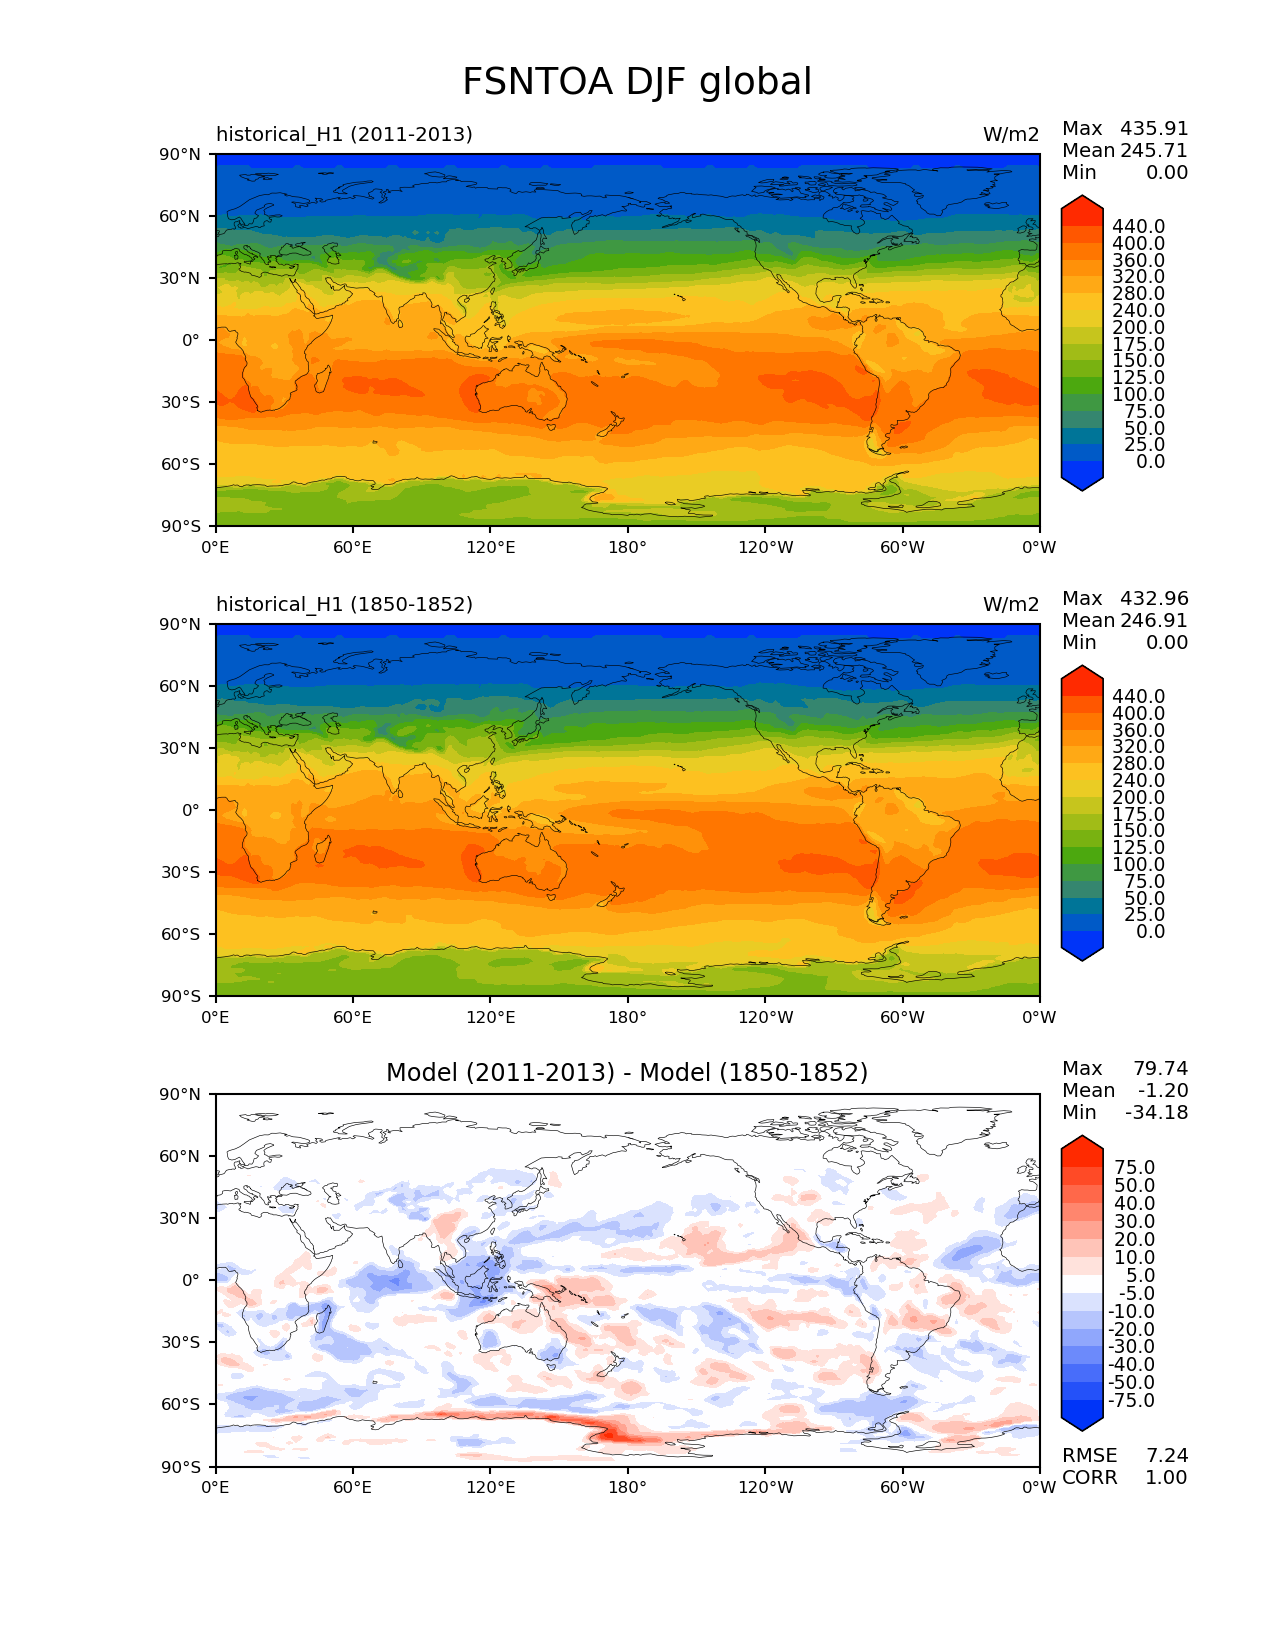 FSNTOA DJF global
historical_H1 (2011-2013) W/m2
Max 435.91
Mean 245.71
Min 0.00
90°N
60°N
30°N
0°
30°S
60°S
90°S
0°E 60°E 120°E 180° 120°W 60°W 0°W
440.0
400.0
360.0
320.0
280.0
240.0
200.0
175.0
150.0
125.0
100.0
75.0
50.0
25.0
0.0
historical_H1 (1850-1852) W/m2
Max 432.96
Mean 246.91
Min 0.00
90°N
60°N
30°N
0°
30°S
60°S
90°S
0°E 60°E 120°E 180° 120°W 60°W 0°W
440.0
400.0
360.0
320.0
280.0
240.0
200.0
175.0
150.0
125.0
100.0
75.0
50.0
25.0
0.0
Model (2011-2013) - Model (1850-1852)
Max 79.74
Mean -1.20
Min -34.18
90°N
60°N
30°N
0°
30°S
60°S
90°S
0°E 60°E 120°E 180° 120°W 60°W 0°W
75.0
50.0
40.0
30.0
20.0
10.0
5.0
-5.0
-10.0
-20.0
-30.0
-40.0
-50.0
-75.0
RMSE 7.24
CORR 1.00